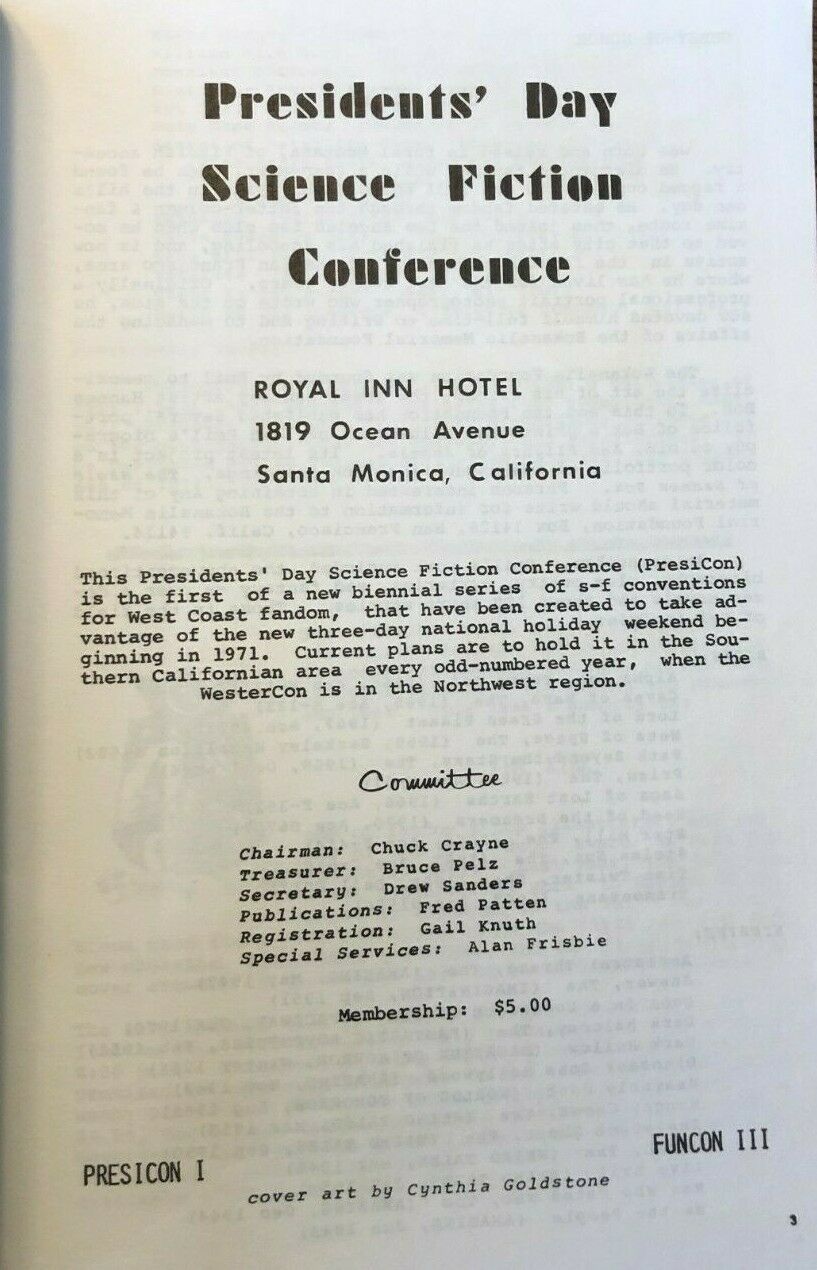 Presidents' Day
Science Fiction
Conference
ROYAL INN HOTEL
1819 Ocean Avenue
Santa Monica, California
This Presidents' Day Science Fiction Conference (PresiCon)
is the first of a new biennial series of s-f conventions
for West Coast fandom, that have been created to take ad-
vantage of the new three-day national holiday weekend be-
ginning in 1971. Current plans are to hold it in the Sou-
thern Californian area every odd-numbered year, when the
WesterCon is in the Northwest region.
Committee
Chairman: Chuck Crayne
Treasurer: Bruce Pelz
Secretary: Drew Sanders
Publications: Fred Patten
Registration: Gail Knuth
Special Services: Alan Frisbie
Membership: $5.00
PRESICON I
FUNCON III
cover art by Cynthia Goldstone
3